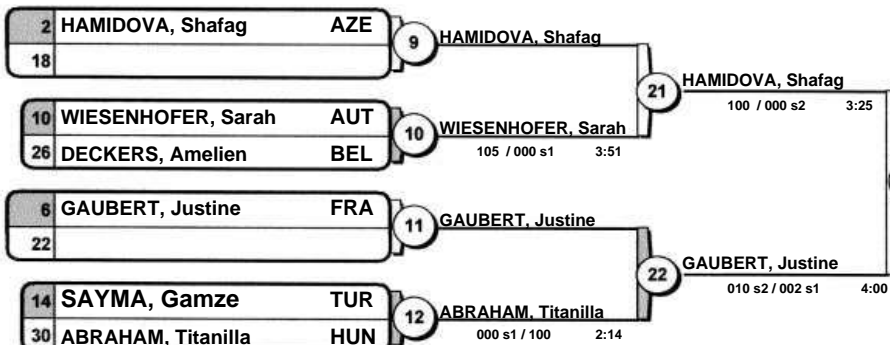 2 HAMIDOVA, Shafag AZE
18
9
HAMIDOVA, Shafag
10 WIESENHOFER, Sarah AUT
26 DECKERS, Amelien BEL
10
WIESENHOFER, Sarah
105 / 000 s1 3:51
21
HAMIDOVA, Shafag
100 / 000 s2 3:25
6 GAUBERT, Justine FRA
22
11
GAUBERT, Justine
14 SAYMA, Gamze TUR
30 ABRAHAM, Titanilla HUN
12
ABRAHAM, Titanilla
000 s1 / 100 2:14
22
GAUBERT, Justine
010 s2 / 002 s1 4:00